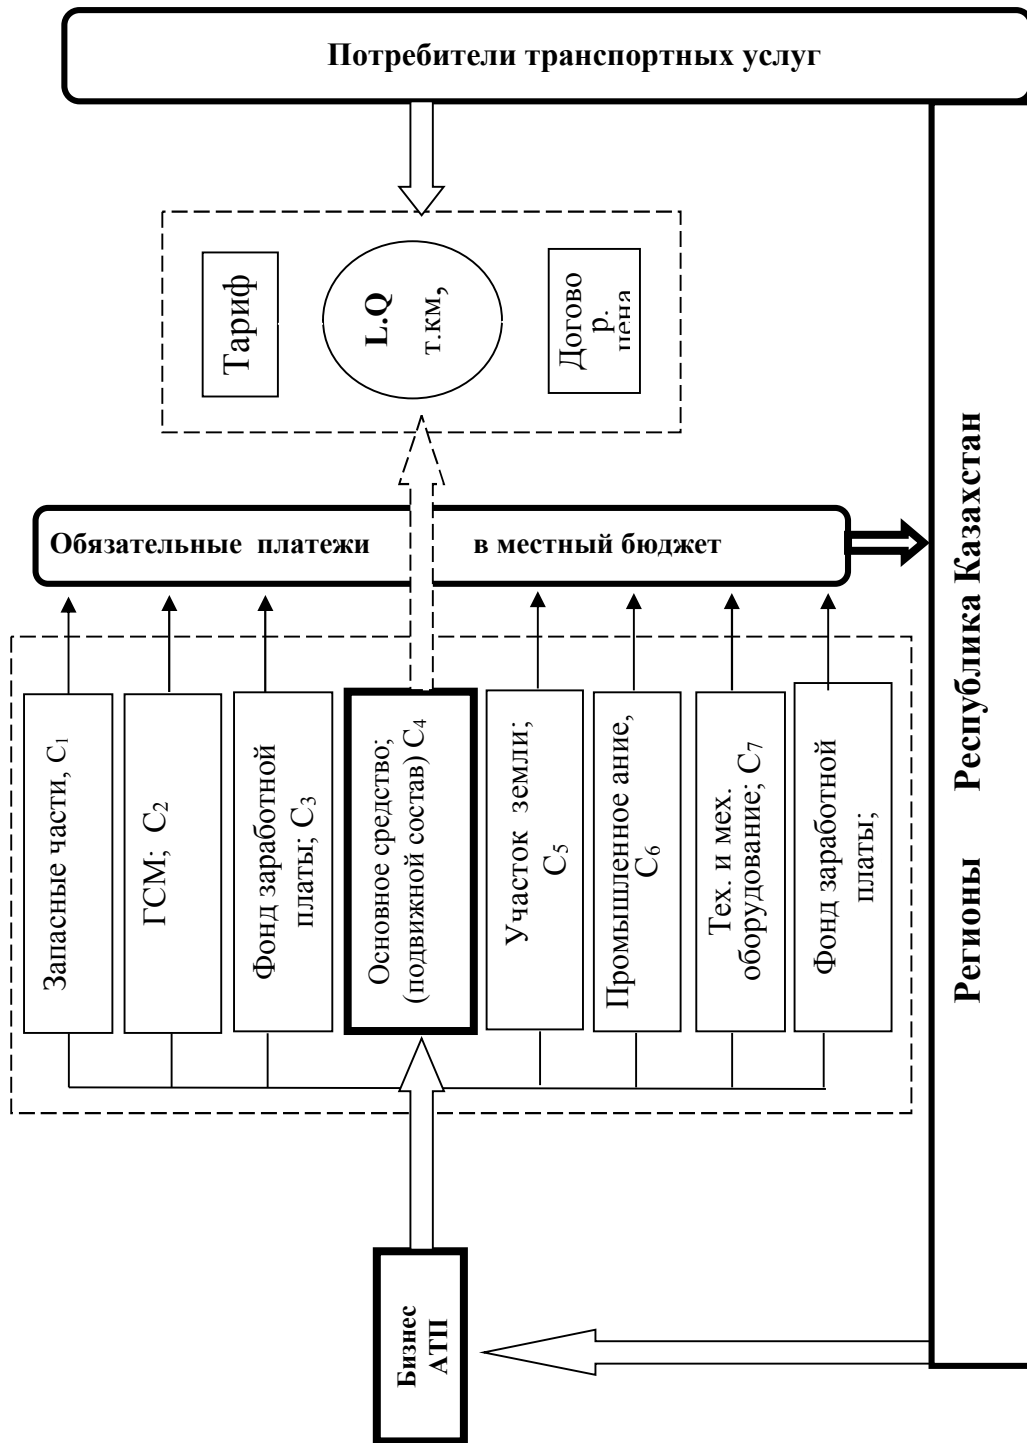 Потребители транспортных услуг
Тариф
L.Q
т.км,
Догово
р.
цена
Обязательные платежи в местный бюджет
Запасные части, С1
ГСМ; С2
Фонд заработной
платы; С3
Основное средство;
(подвижной состав) С4
Участок земли;
С5
Промышленное ание,
С6
Тех. и мех.
оборудование; С7
Фонд заработной
платы;
Бизнес
АТП
Регионы Республика Казахстан